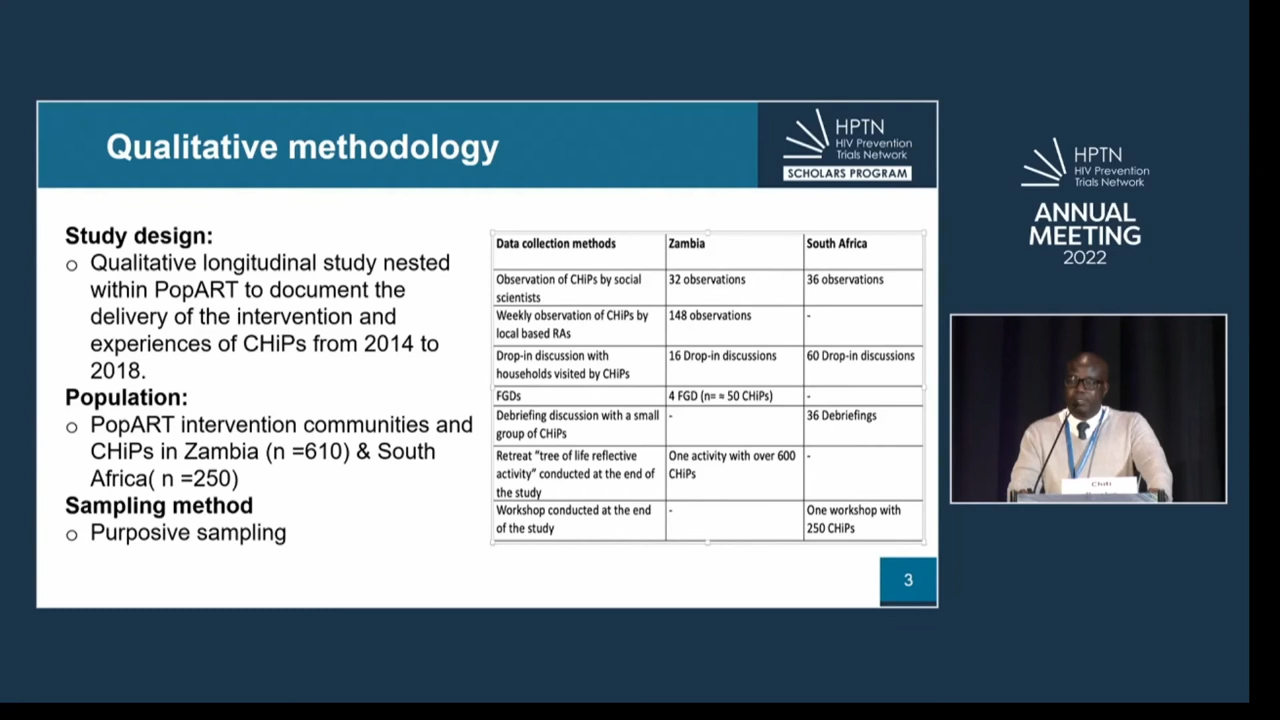 Qualitative methodology
HPTN
HIV Prevention
Trials Network
SCHOLARS PROGRAM
Study design:
o Qualitative longitudinal study nested
within PopART to document the
delivery of the intervention and
experiences of CHiPs from 2014 to
2018.
Population:
o PopART intervention communities and
CHiPs in Zambia (n =610) & South
Africa( n =250)
Sampling method
o Purposive sampling
Data collection methods Zambia South Africa
Observation of CHiPs by social 32 observations 36 observations
scientists
Weekly observation of CHiPs by 148 observations -
local based RAs
Drop-in discussion with 16 Drop-in discussions 60 Drop-in discussions
households visited by CHiPs
FGDs 4 FGD (n= ≈ 50 CHiPs) -
Debriefing discussion with a small - 36 Debriefings
group of CHiPs
Retreat “tree of life reflective One activity with over 600 -
activity” conducted at the end of CHiPs
the study
Workshop conducted at the end - One workshop with
of the study 250 CHiPs
3
HPTN
HIV Prevention
Trials Network
ANNUAL
MEETING
2022
Chiti